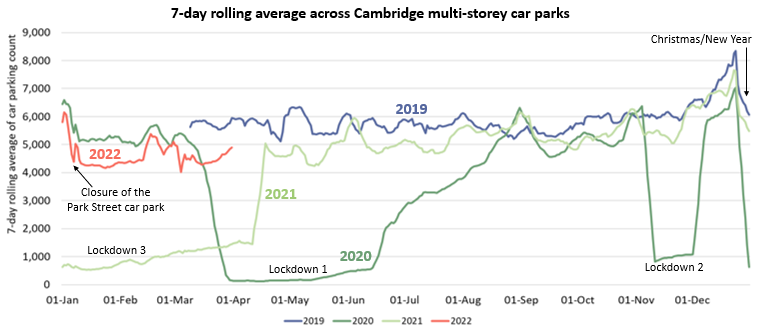 7-day rolling average across Cambridge multi-storey car parks
7-day rolling average of car parking count
9,000
8,000
7,000
6,000
5,000
4,000
3,000
2,000
1,000
0
Christmas/New Year
2019
2022
Closure of the
Park Street car park
2021
Lockdown 3
2020
Lockdown 1
Lockdown 2
01-Jan 01-Feb 01-Mar 01-Apr 01-May 01-Jun 01-Jul 01-Aug 01-Sep 01-Oct 01-Nov 01-Dec
2019 2020 2021 2022